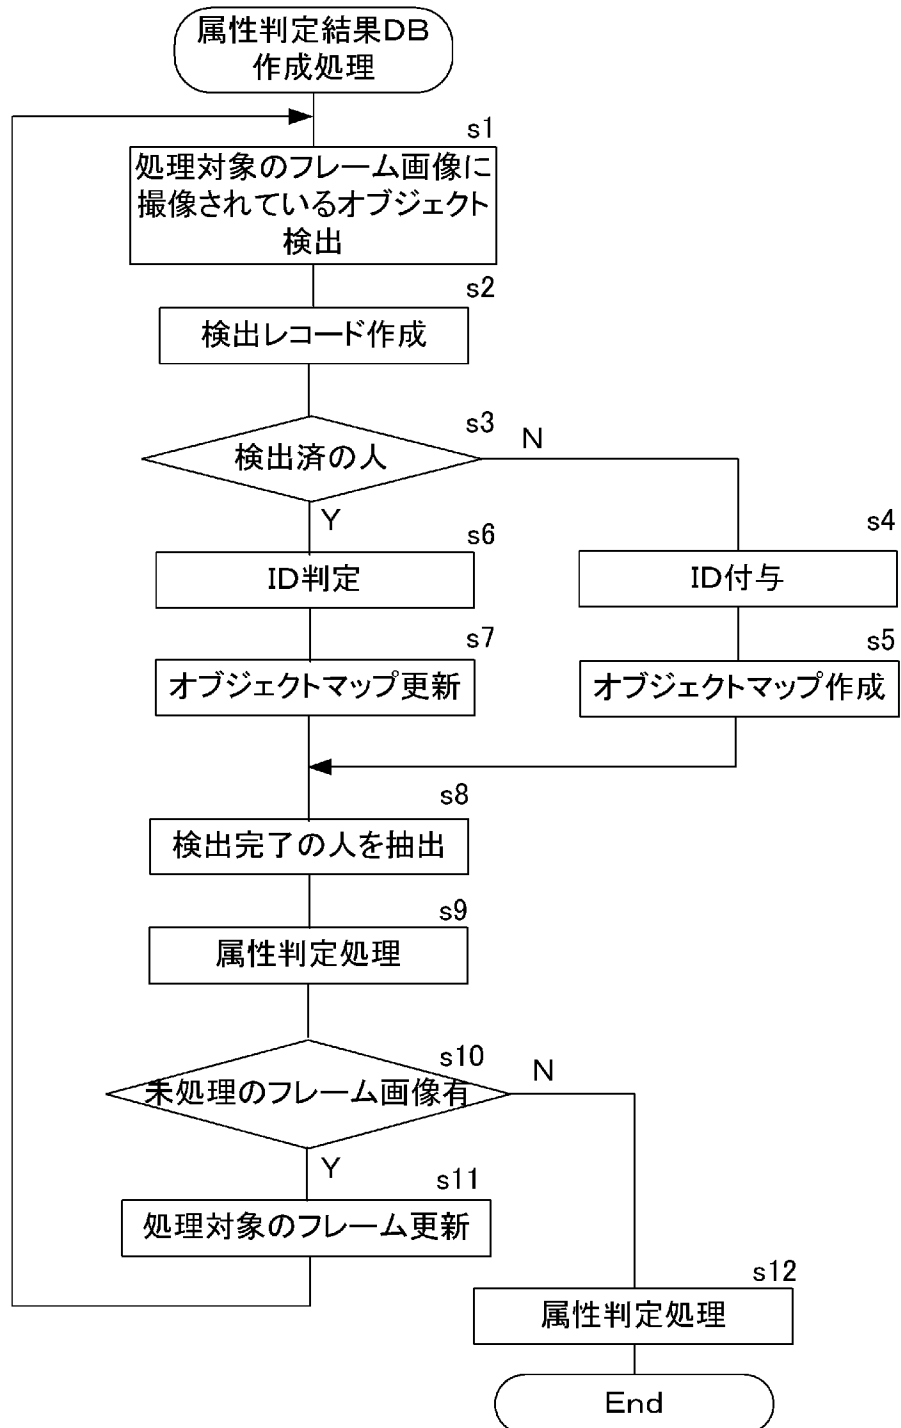 属性判定結果DB
作成処理
s1
処理対象のフレーム画像に
撮像されているオブジェクト
検出
s2
検出レコード作成
s3
検出済の人
N
Y
s6
ID判定
s4
ID付与
s7
オブジェクトマップ更新
s5
オブジェクトマップ作成
s8
検出完了の人を抽出
s9
属性判定処理
s10
未処理のフレーム画像有
N
Y
s11
処理対象のフレーム更新
s12
属性判定処理
End